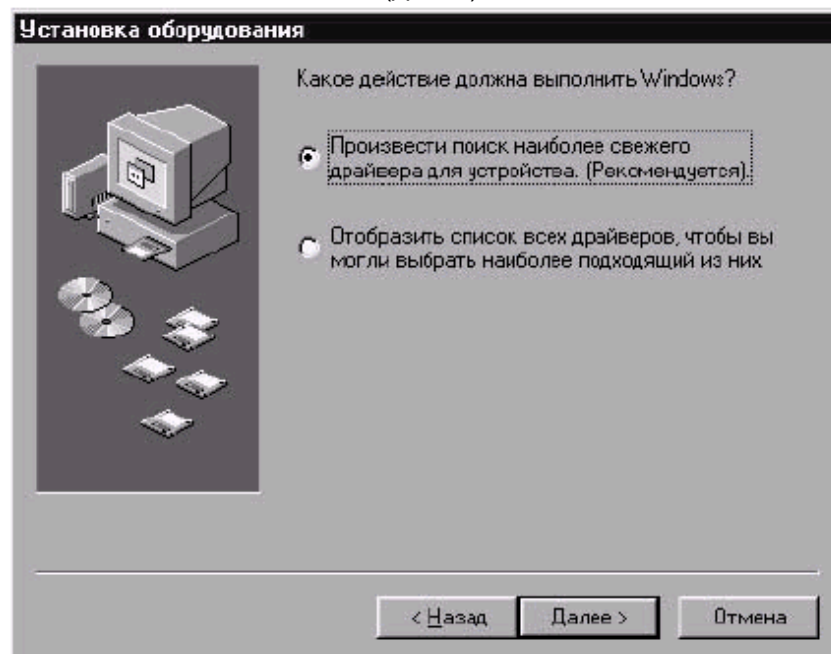 Установка оборудования
Какое действие должна выполнить Windows?
Произвести поиск наиболее свежего
драйвера для устройства. (Рекомендуется).
Отобразить список всех драйверов, чтобы вы
могли выбрать наиболее подходящий из них
< Назад
Далее >
Отмена